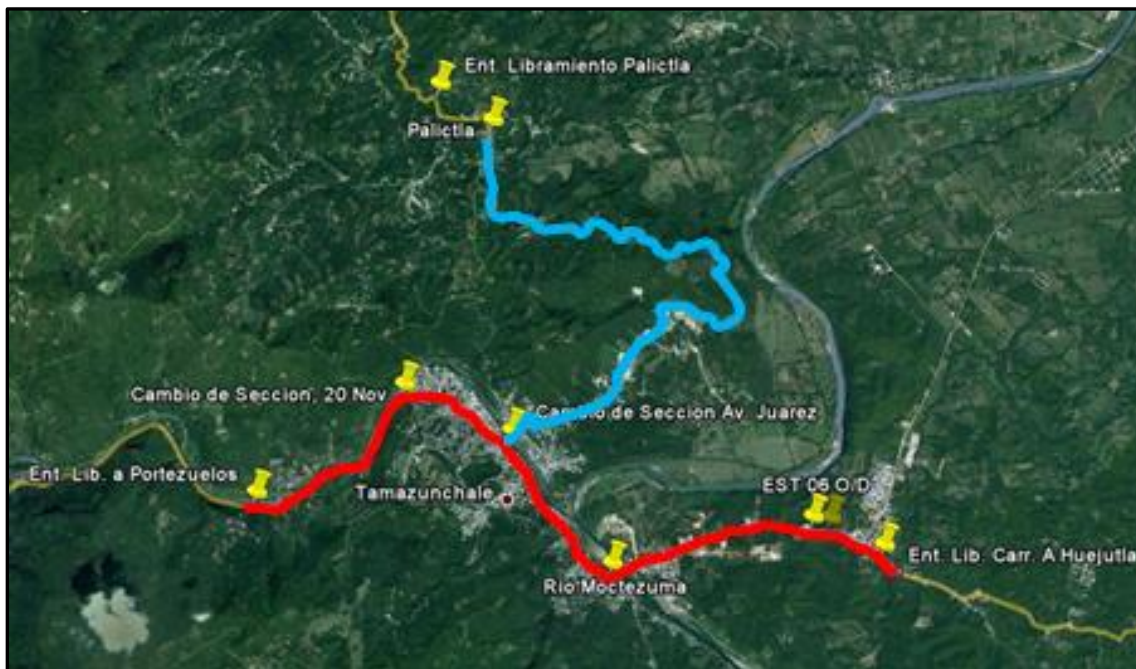 Ent. Libramiento Palictla
Palictla
Cambio de Seccion, 20 Nov
Cambio de Seccion Av. Juarez
Ent. Lib. a Portezuelos
Tamazunchale
EST 06 O.D
Ent. Lib. Carr. A Huejutla
Rio Moctezuma